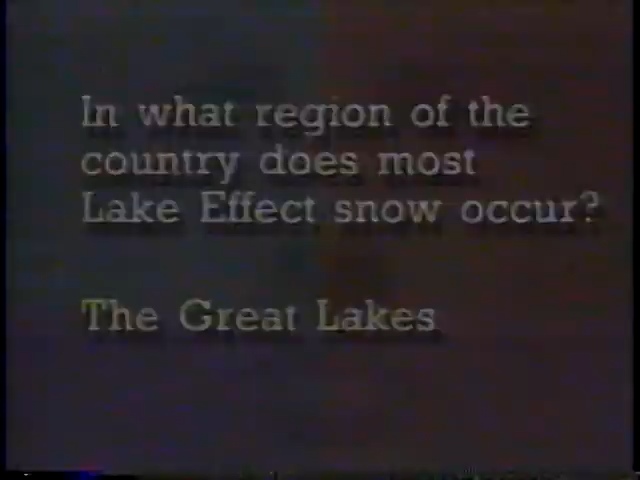 In what region of the
country does most
Lake Effect snow occur?
The Great Lakes